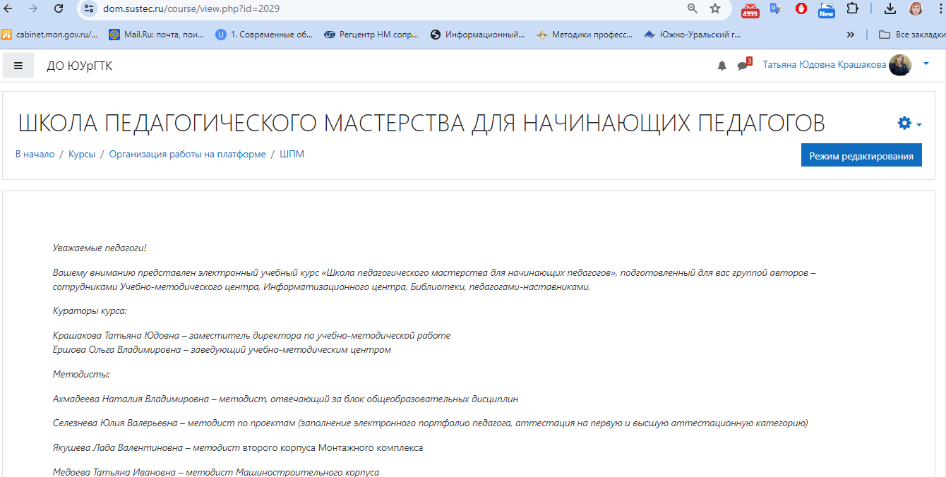 dom.sustec.ru/course/view.php?id=2029
4999
New
cabinet.mon.gov.ru/...
Mail.Ru: почта, пои...
1. Современные об...
Регцентр НМ сопр...
Информационный...
Методики професс...
Южно-Уральский г...
»
Все закладки
ДО ЮУрГТК
3
Татьяна Юдовна Крашакова
ШКОЛА ПЕДАГОГИЧЕСКОГО МАСТЕРСТВА ДЛЯ НАЧИНАЮЩИХ ПЕДАГОГОВ
В начало / Курсы / Организация работы на платформе / ШПМ
Режим редактирования
Уважаемые педагоги!
Вашему вниманию представлен электронный учебный курс «Школа педагогического мастерства для начинающих педагогов», подготовленный для вас группой авторов –
сотрудниками Учебно-методического центра, Информатизационного центра, Библиотеки, педагогами-наставниками.
Кураторы курса:
Крашакова Татьяна Юдовна – заместитель директора по учебно-методической работе
Ершова Ольга Владимировна – заведующий учебно-методическим центром
Методисты:
Ахмадеева Наталия Владимировна – методист, отвечающий за блок общеобразовательных дисциплин
Селезнева Юлия Валерьевна – методист по проектам (заполнение электронного портфолио педагога, аттестация на первую и высшую аттестационную категорию)
Якушева Лада Валентиновна – методист второго корпуса Монтажного комплекса
Медоева Татьяна Ивановна – методист Машиностроительного корпуса